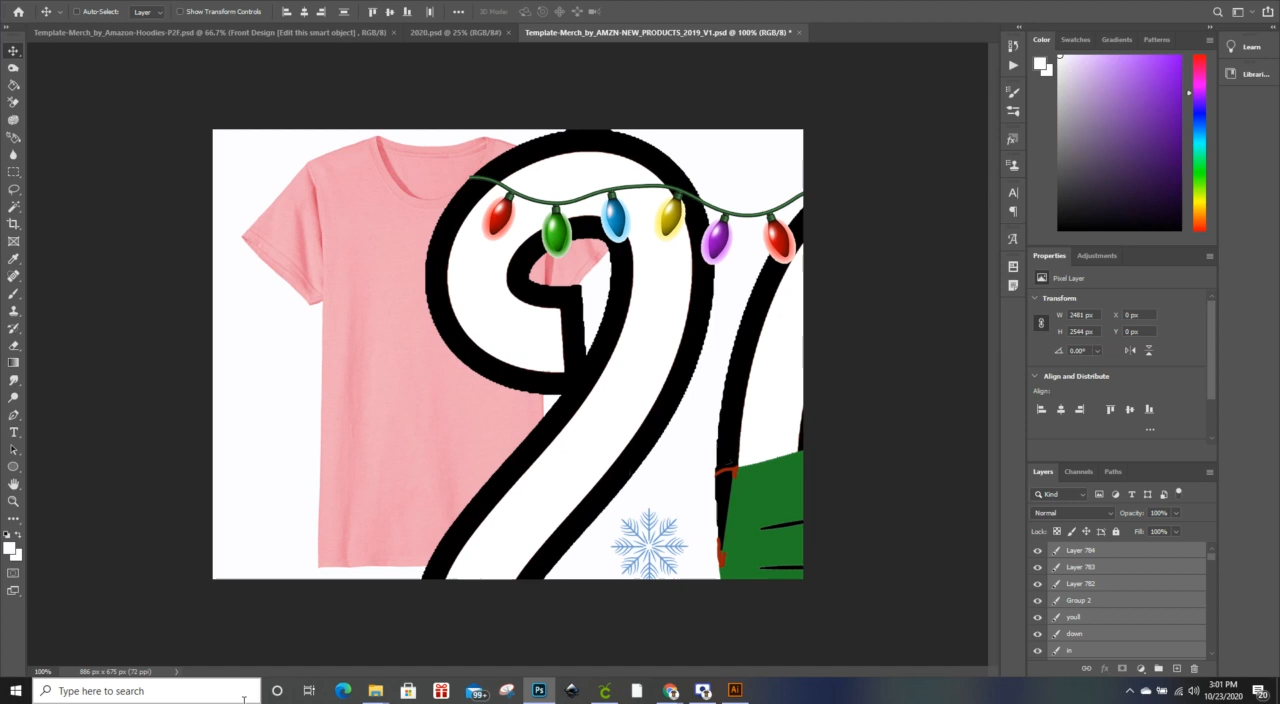 Auto-Select: Layer Show Transform Controls 3D Mode:
Template-Merch_by_Amazon-Hoodies-P2F.psd @ 66.7% (Front Design [Edit this smart object] , RGB/8) × 2020.psd @ 25% (RGB/8#) × Template-Merch_by_AMZN-NEW_PRODUCTS_2019_V1.psd @ 100% (RGB/8) * ×
Color Swatches Gradients Patterns
Learn
Librari...
Properties Adjustments
Pixel Layer
Transform
W 2481 px X 0 px
H 2544 px Y 0 px
0.00°
Align and Distribute
Align:
Layers Channels Paths
Kind
Normal Opacity: 100%
Lock: Fill: 100%
Layer 784
Layer 783
Layer 782
Group 2
youll
down
in
100% 886 px x 675 px (72 ppi)
Type here to search
99+
Ps
Ai
3:01 PM
10/23/2020
20